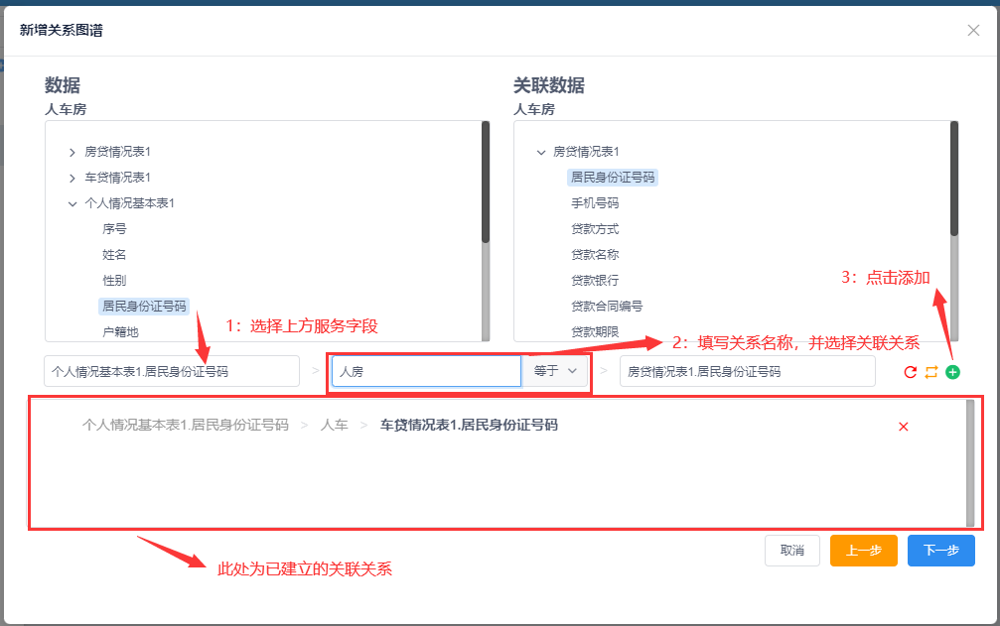 新增关系图谱
数据
人车房
房贷情况表1
车贷情况表1
个人情况基本表1
序号
姓名
性别
居民身份证号码
户籍地
关联数据
人车房
房贷情况表1
居民身份证号码
手机号码
贷款方式
贷款名称
贷款银行
贷款合同编号
贷款期限
3：点击添加
1：选择上方服务字段
2：填写关系名称，并选择关联关系
个人情况基本表1.居民身份证号码 > 人房 等于 > 房贷情况表1.居民身份证号码
个人情况基本表1.居民身份证号码 > 人车 > 车贷情况表1.居民身份证号码
取消 上一步 下一步
此处为已建立的关联关系